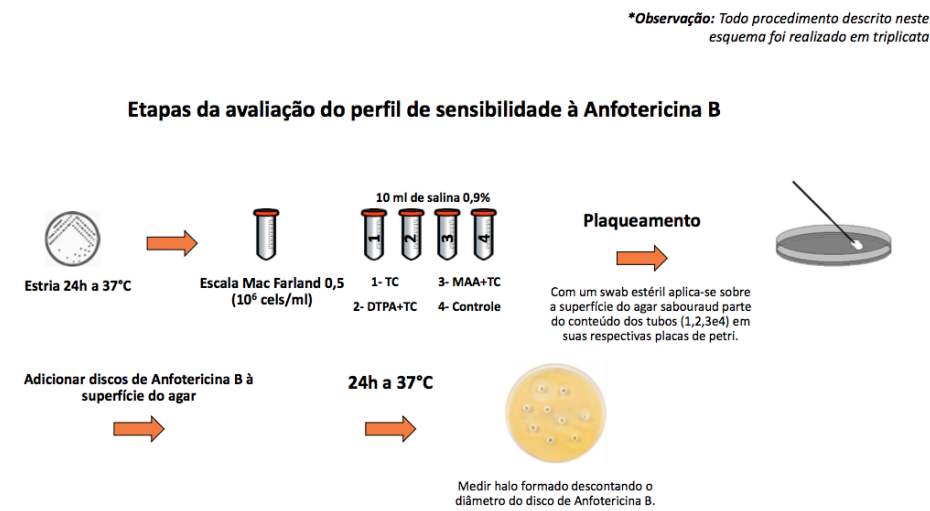 *Observação: Todo procedimento descrito neste
esquema foi realizado em triplicata
Etapas da avaliação do perfil de sensibilidade à Anfotericina B
Estria 24h a 37°C
Escala Mac Farland 0,5
(10⁶ cels/ml)
10 ml de salina 0,9%
1 2 3 4
1- TC 3- MAA+TC
2- DTPA+TC 4- Controle
Plaqueamento
Com um swab estéril aplica-se sobre
a superfície do agar sabouraud parte
do conteúdo dos tubos (1,2,3e4) em
suas respectivas placas de petri.
Adicionar discos de Anfotericina B à
superfície do agar
24h a 37°C
Medir halo formado descontando o
diâmetro do disco de Anfotericina B.